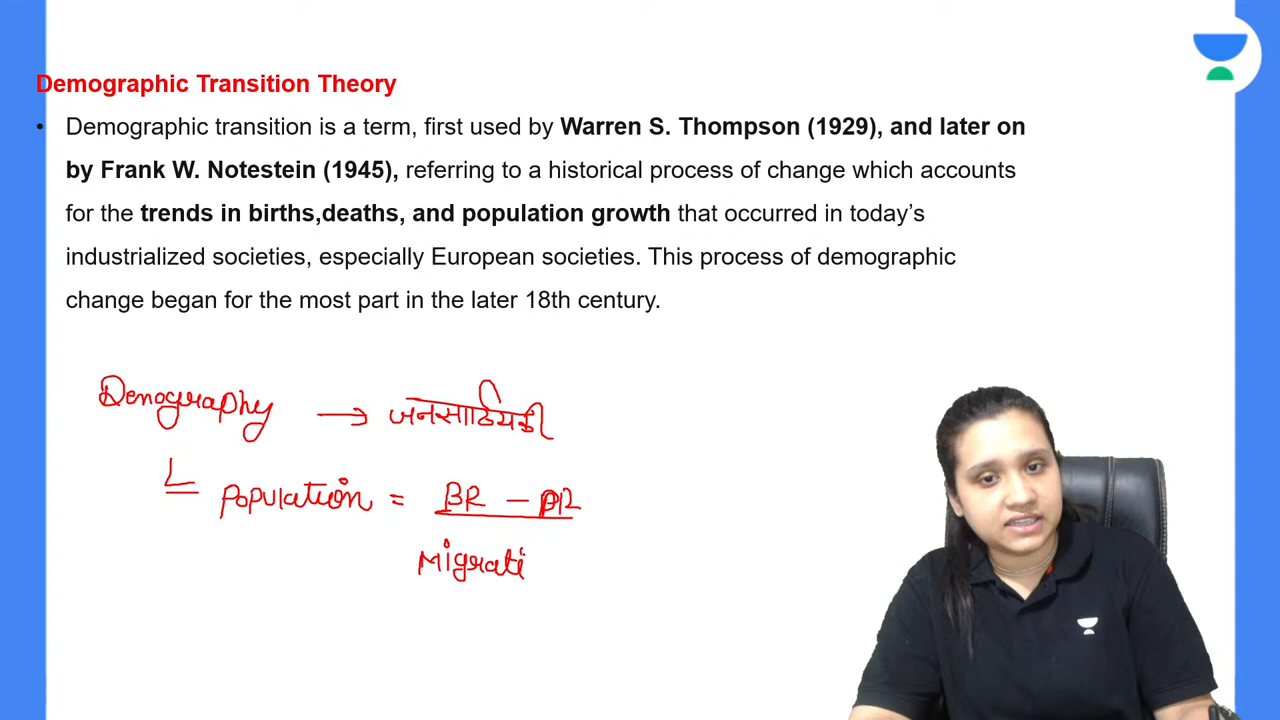 Demographic Transition Theory
• Demographic transition is a term, first used by Warren S. Thompson (1929), and later on
by Frank W. Notestein (1945), referring to a historical process of change which accounts
for the trends in births,deaths, and population growth that occurred in today’s
industrialized societies, especially European societies. This process of demographic
change began for the most part in the later 18th century.
Demography → जनसांख्यिकी
Population = BR – DR
Migrati